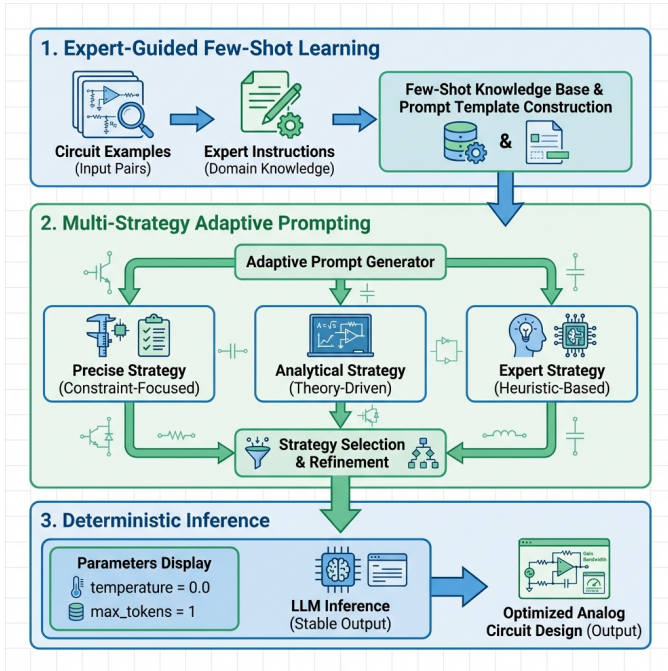 1. Expert-Guided Few-Shot Learning
Circuit Examples
(Input Pairs)
Expert Instructions
(Domain Knowledge)
Few-Shot Knowledge Base &
Prompt Template Construction
&
2. Multi-Strategy Adaptive Prompting
Adaptive Prompt Generator
Precise Strategy
(Constraint-Focused)
Analytical Strategy
(Theory-Driven)
Expert Strategy
(Heuristic-Based)
Strategy Selection
& Refinement
3. Deterministic Inference
Parameters Display
temperature = 0.0
max_tokens = 1
LLM Inference
(Stable Output)
Gain
Bandwidth
Optimized Analog
Circuit Design (Output)